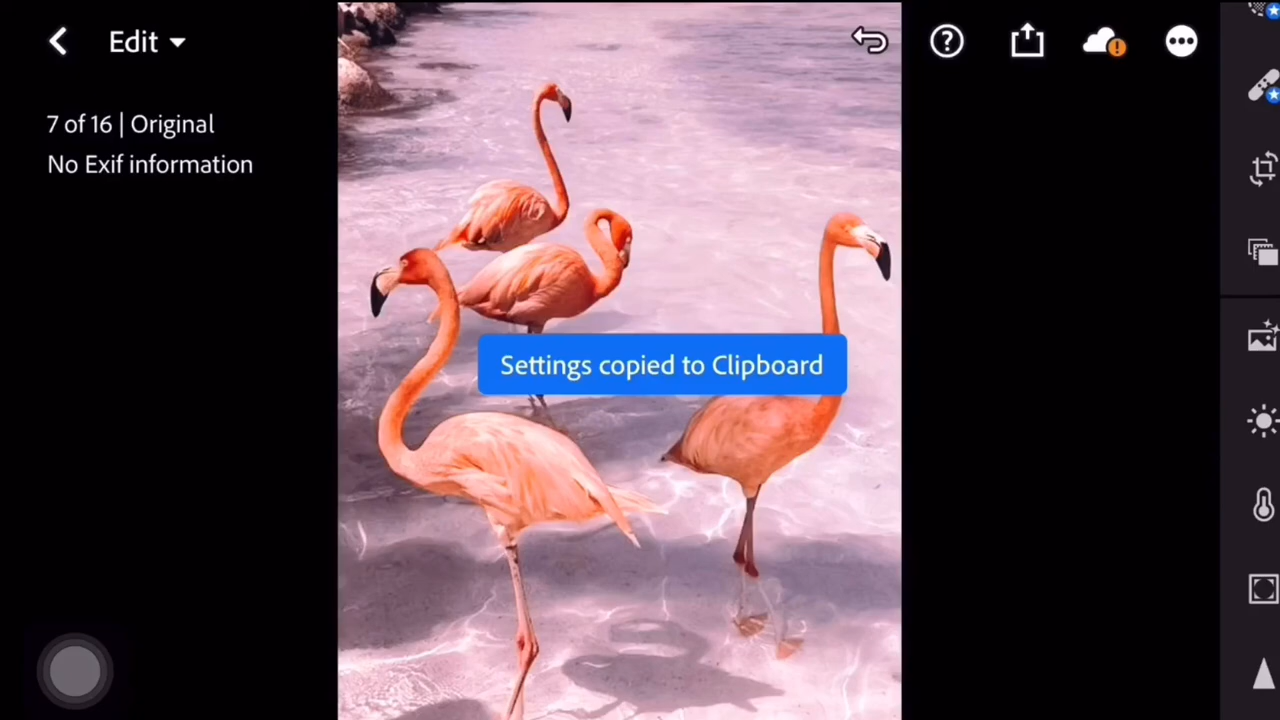 Edit
7 of 16 | Original
No Exif information
Settings copied to Clipboard